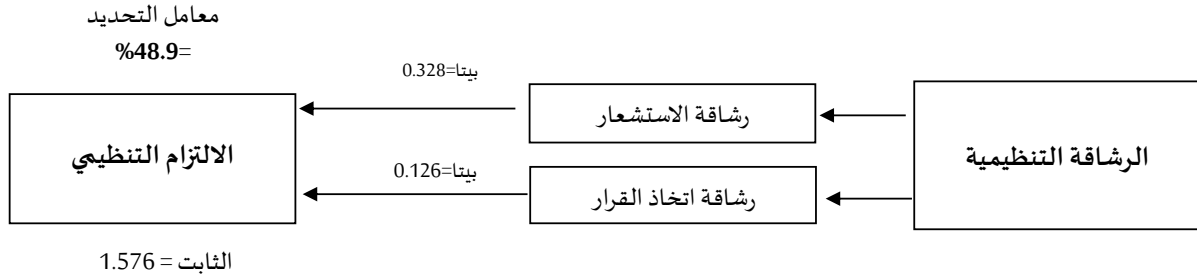 معامل التحديد
=48.9%
بيتا=0.328
رشاقة الاستشعار
الرشاقة التنظيمية
الالتزام التنظيمي
بيتا=0.126
رشاقة اتخاذ القرار
الثابت = 1.576